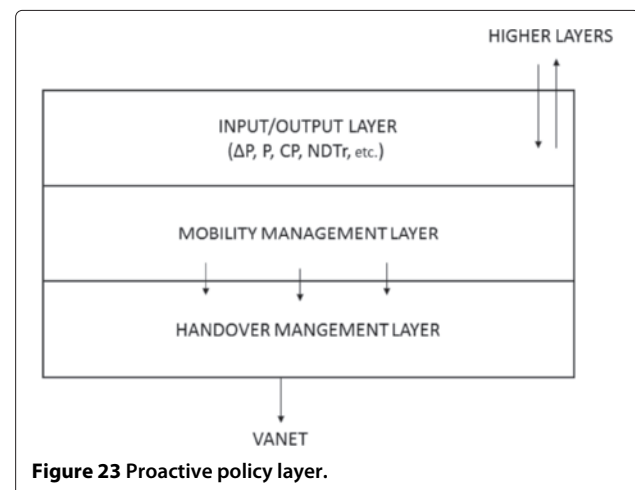 HIGHER LAYERS
INPUT/OUTPUT LAYER
(ΔP, P, CP, NDTr, etc.)
MOBILITY MANAGEMENT LAYER
HANDOVER MANGEMENT LAYER
VANET
Figure 23 Proactive policy layer.